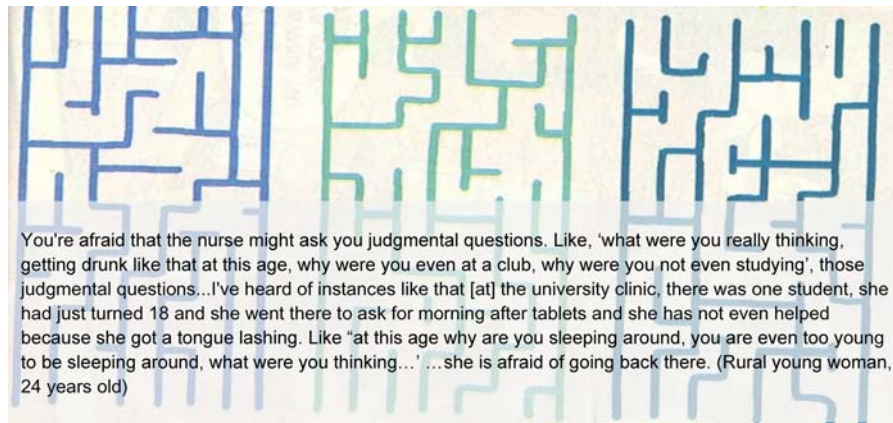 You're afraid that the nurse might ask you judgmental questions. Like, ‘what were you really thinking,
getting drunk like that at this age, why were you even at a club, why were you not even studying’, those
judgmental questions...I've heard of instances like that [at] the university clinic, there was one student, she
had just turned 18 and she went there to ask for morning after tablets and she has not even helped
because she got a tongue lashing. Like “at this age why are you sleeping around, you are even too young
to be sleeping around, what were you thinking…’ …she is afraid of going back there. (Rural young woman,
24 years old)